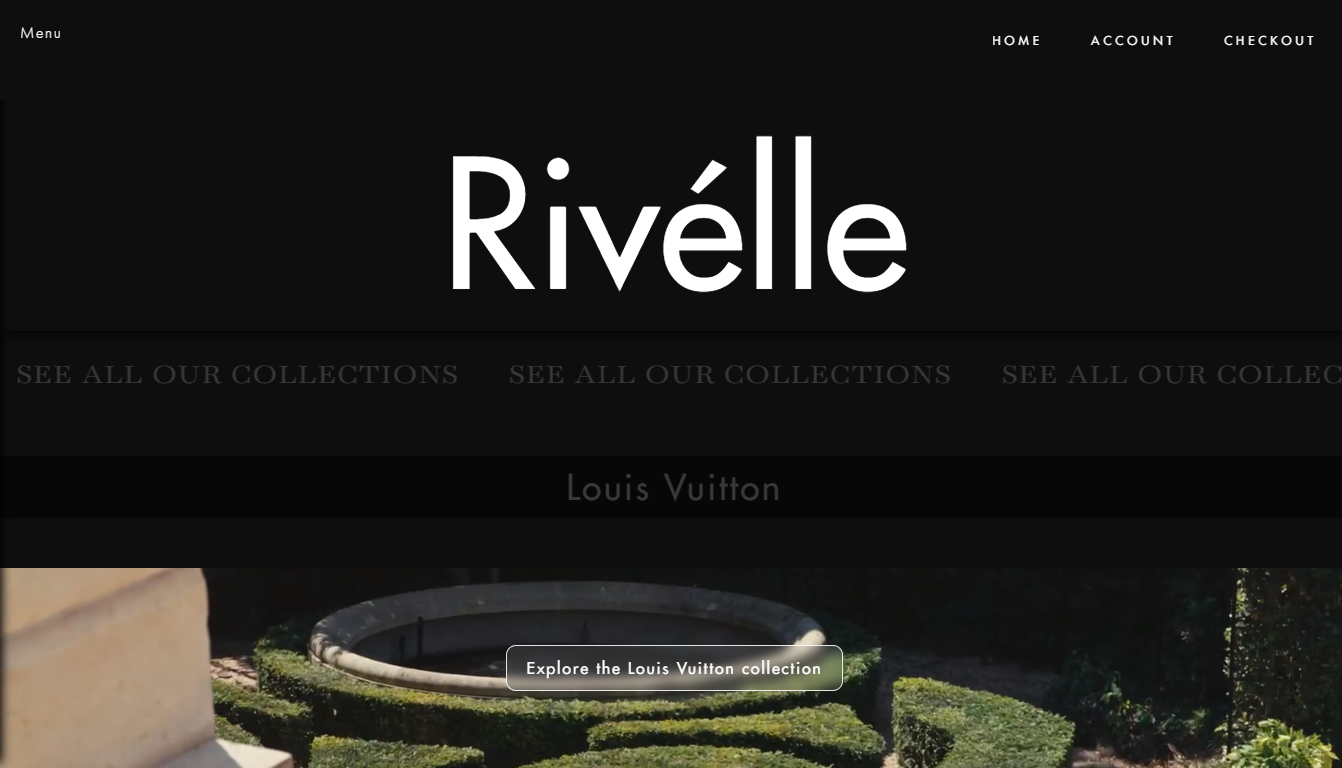 Menu
HOME ACCOUNT CHECKOUT
Rivélle
SEE ALL OUR COLLECTIONS SEE ALL OUR COLLECTIONS SEE ALL OUR COLLEC
Louis Vuitton
Explore the Louis Vuitton collection